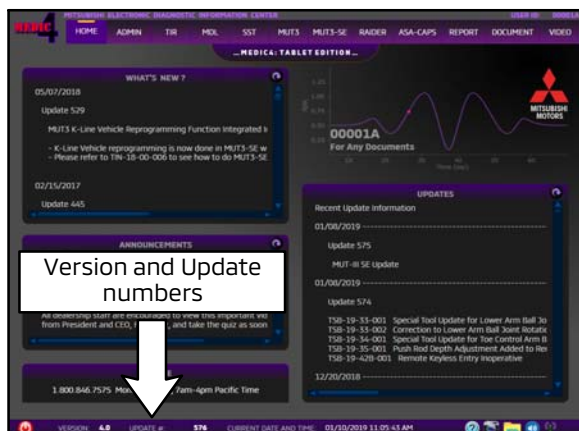 MITSUBISHI ELECTRONIC DIAGNOSTIC INFORMATION CENTER
USER ID: 00001A
MEDIC 4
HOME ADMIN TIR MDL SST MUT3 MUT3-SE RAIDER ASA-CAPS REPORT DOCUMENT VIDEO
...MEDIC4: TABLET EDITION...
WHAT'S NEW ?
05/07/2018
Update 529
MUT3 K-Line Vehicle Reprogramming Function Integrated
- K-Line Vehicle reprogramming is now done in MUT3-SE w
- Please refer to TIN-18-00-006 to see how to do MUT3-SE
02/15/2017
Update 445
00001A
For Any Documents
MITSUBISHI
MOTORS
UPDATES
Recent Update Information
01/08/2019
Update 575
MUT-III SE Update
01/08/2019
Update 574
TSB-19-33-001 Special Tool Update for Lower Arm Ball Jo
TSB-19-33-002 Correction to Lower Arm Ball Joint Rotatic
TSB-19-34-001 Special Tool Update for Toe Control Arm B
TSB-19-35-001 Push Rod Depth Adjustment Added to Re
TSB-19-42B-001 Remote Keyless Entry Inoperative
12/20/2018
ANNOUNCEMENTS
Version and Update
numbers
All dealership staff are encouraged to view this important vid
from President and CEO, and take the quiz as soon
1.800.846.7575 Mon 7am-4pm Pacific Time
VERSION: 4.0 UPDATE #: 576 CURRENT DATE AND TIME: 01/10/2019 11:05:43 AM